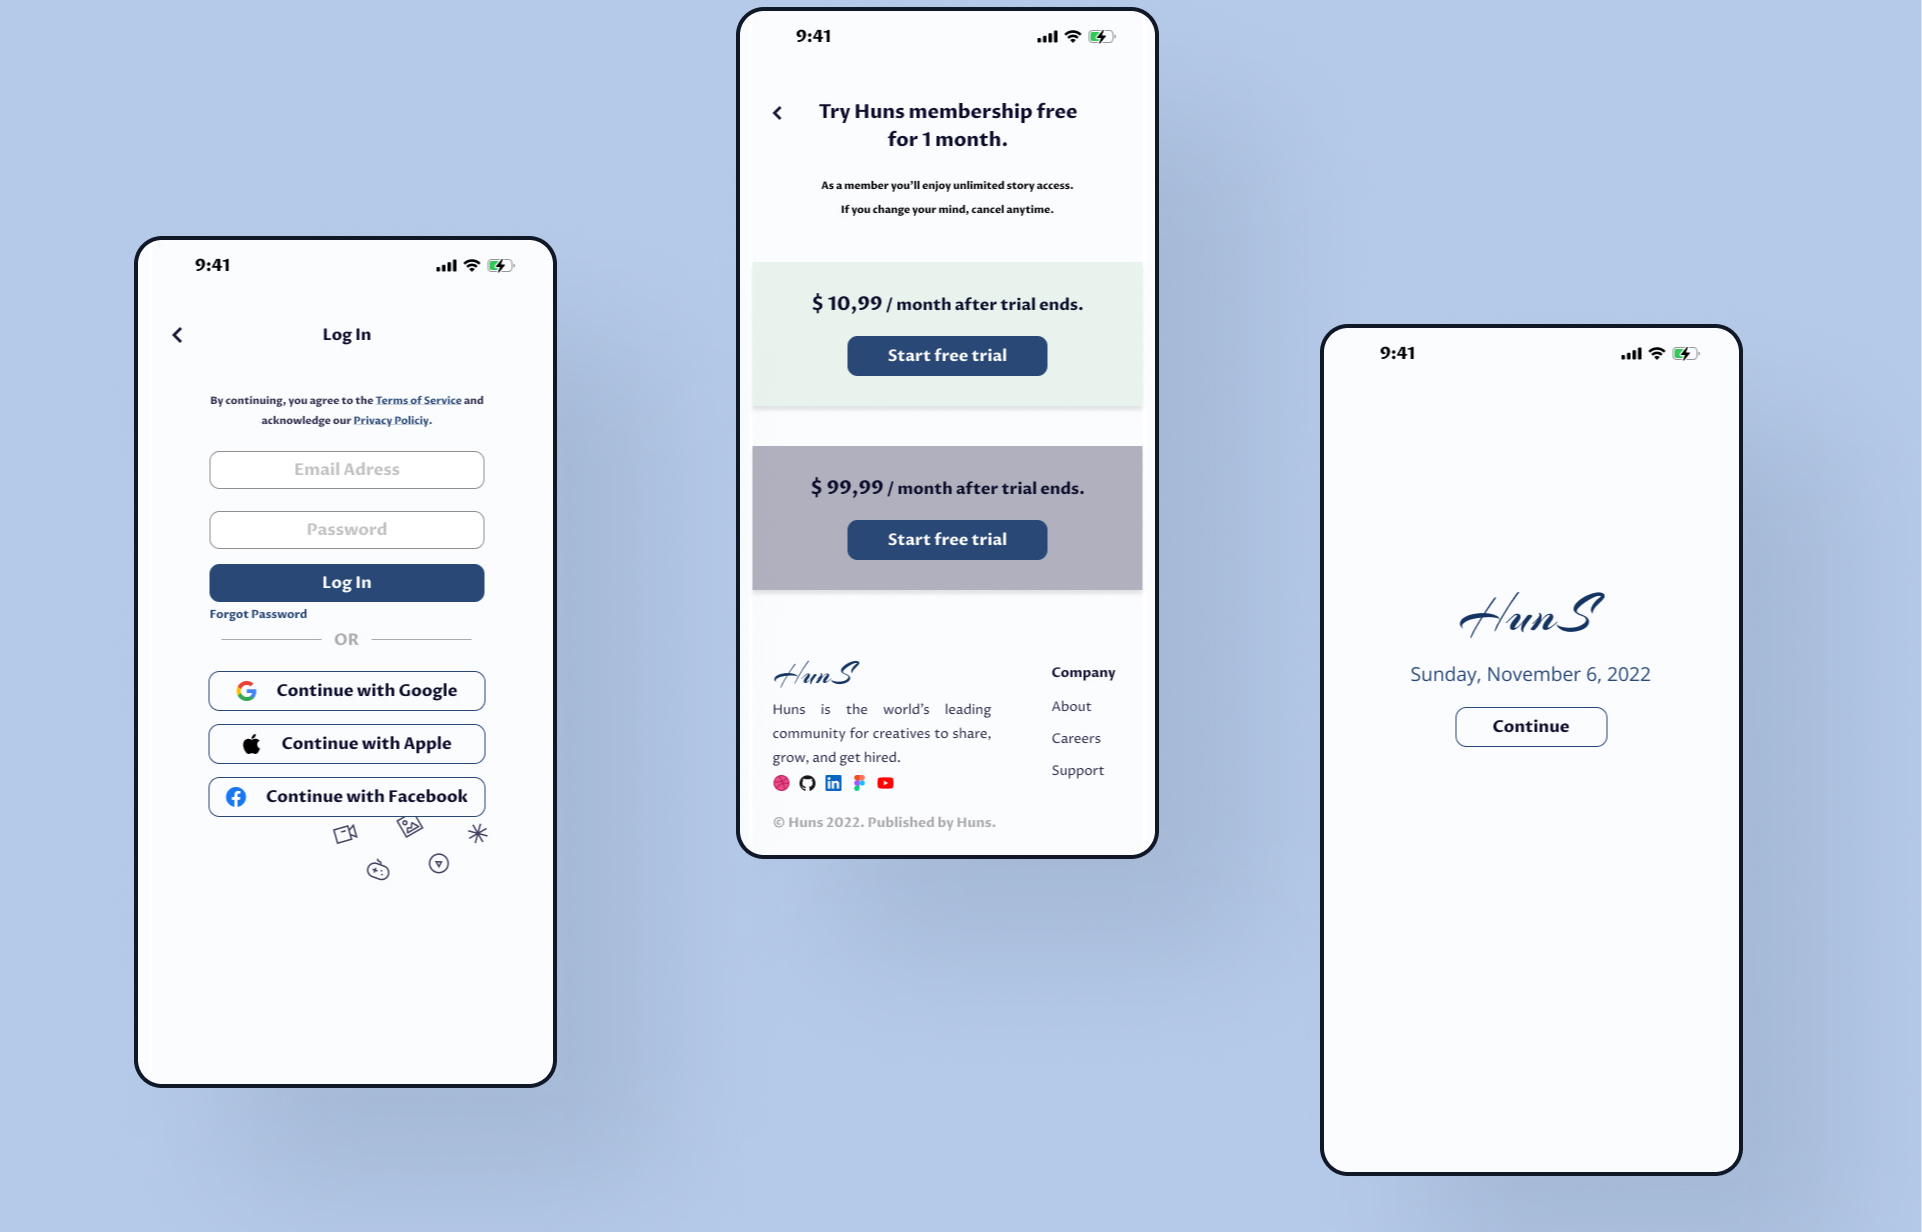 9:41
Log In
By continuing, you agree to the Terms of Service and
acknowledge our Privacy Policiy.
Email Adress
Password
Log In
Forgot Password
OR
Continue with Google
Continue with Apple
Continue with Facebook
9:41
Try Huns membership free
for 1 month.
As a member you'll enjoy unlimited story access.
If you change your mind, cancel anytime.
$ 10,99 / month after trial ends.
Start free trial
$ 99,99 / month after trial ends.
Start free trial
HunS
Huns is the world's leading
community for creatives to share,
grow, and get hired.
Company
About
Careers
Support
© Huns 2022. Published by Huns.
9:41
HunS
Sunday, November 6, 2022
Continue